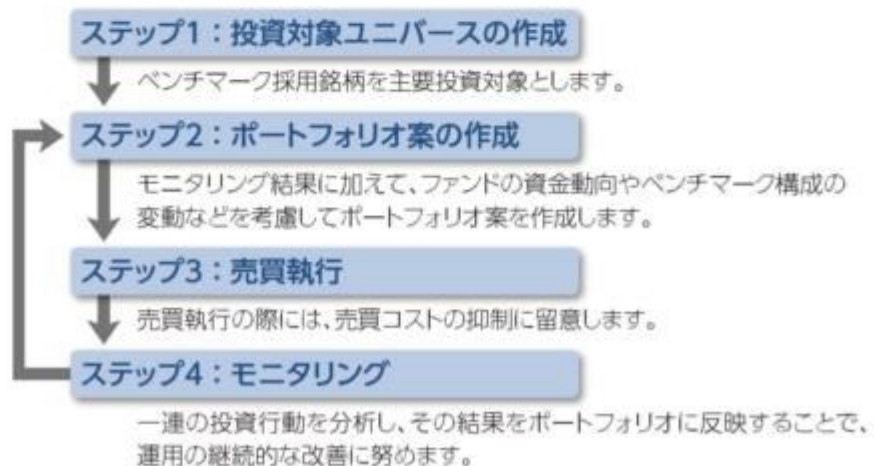 ステップ1：投資対象ユニバースの作成
ベンチマーク採用銘柄を主要投資対象とします。
ステップ2：ポートフォリオ案の作成
モニタリング結果に加えて、ファンドの資金動向やベンチマーク構成の
変動などを考慮してポートフォリオ案を作成します。
ステップ3：売買執行
売買執行の際には、売買コストの抑制に留意します。
ステップ4：モニタリング
一連の投資行動を分析し、その結果をポートフォリオに反映することで、
運用の継続的な改善に努めます。